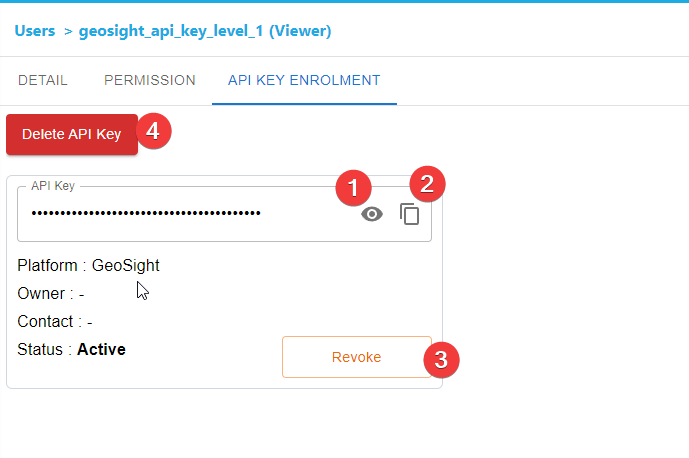 Users > geosight_api_key_level_1 (Viewer)
DETAIL PERMISSION API KEY ENROLMENT
Delete API Key 4
API Key 1 2
••••••••••••••••••••••••••••••••••••••••
Platform : GeoSight
Owner : -
Contact : -
Status : Active
Revoke 3